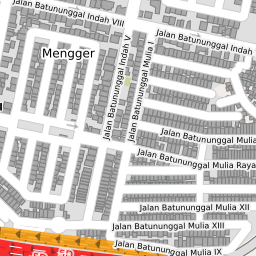 Jalan Batununggal Indah VIII
Jalan Batununggal Indah
Mengger
Jalan Batununggal Indah V
Jalan Batununggal Mulia I
Jalan Batununggal Mulia
Jalan Batununggal Mulia Raya
Jalan Batununggal Mulia XII
Jalan Batununggal Mulia XIII
Jalan Batununggal Mulia IX